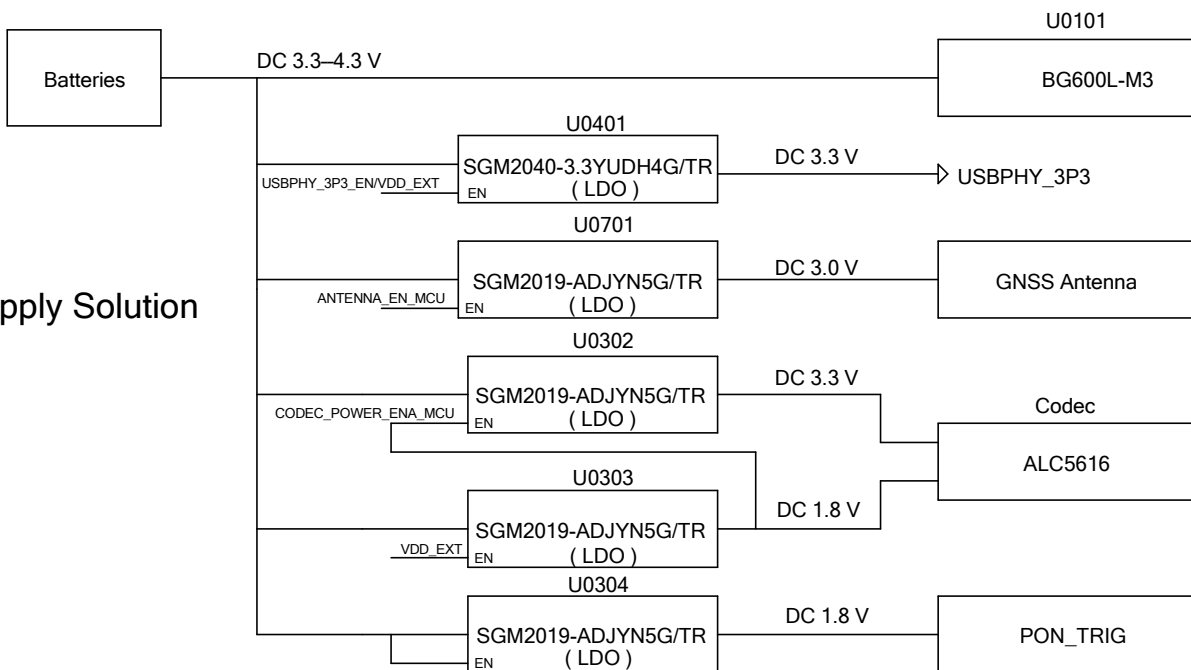 U0101
Batteries
DC 3.3–4.3 V
BG600L-M3
U0401
SGM2040-3.3YUDH4G/TR
( LDO )
USBPHY_3P3_EN/VDD_EXT
EN
DC 3.3 V
USBPHY_3P3
U0701
SGM2019-ADJYN5G/TR
( LDO )
ANTENNA_EN_MCU
EN
DC 3.0 V
GNSS Antenna
pply Solution
U0302
SGM2019-ADJYN5G/TR
( LDO )
CODEC_POWER_ENA_MCU
EN
DC 3.3 V
Codec
ALC5616
U0303
SGM2019-ADJYN5G/TR
( LDO )
VDD_EXT
EN
DC 1.8 V
U0304
SGM2019-ADJYN5G/TR
( LDO )
EN
DC 1.8 V
PON_TRIG